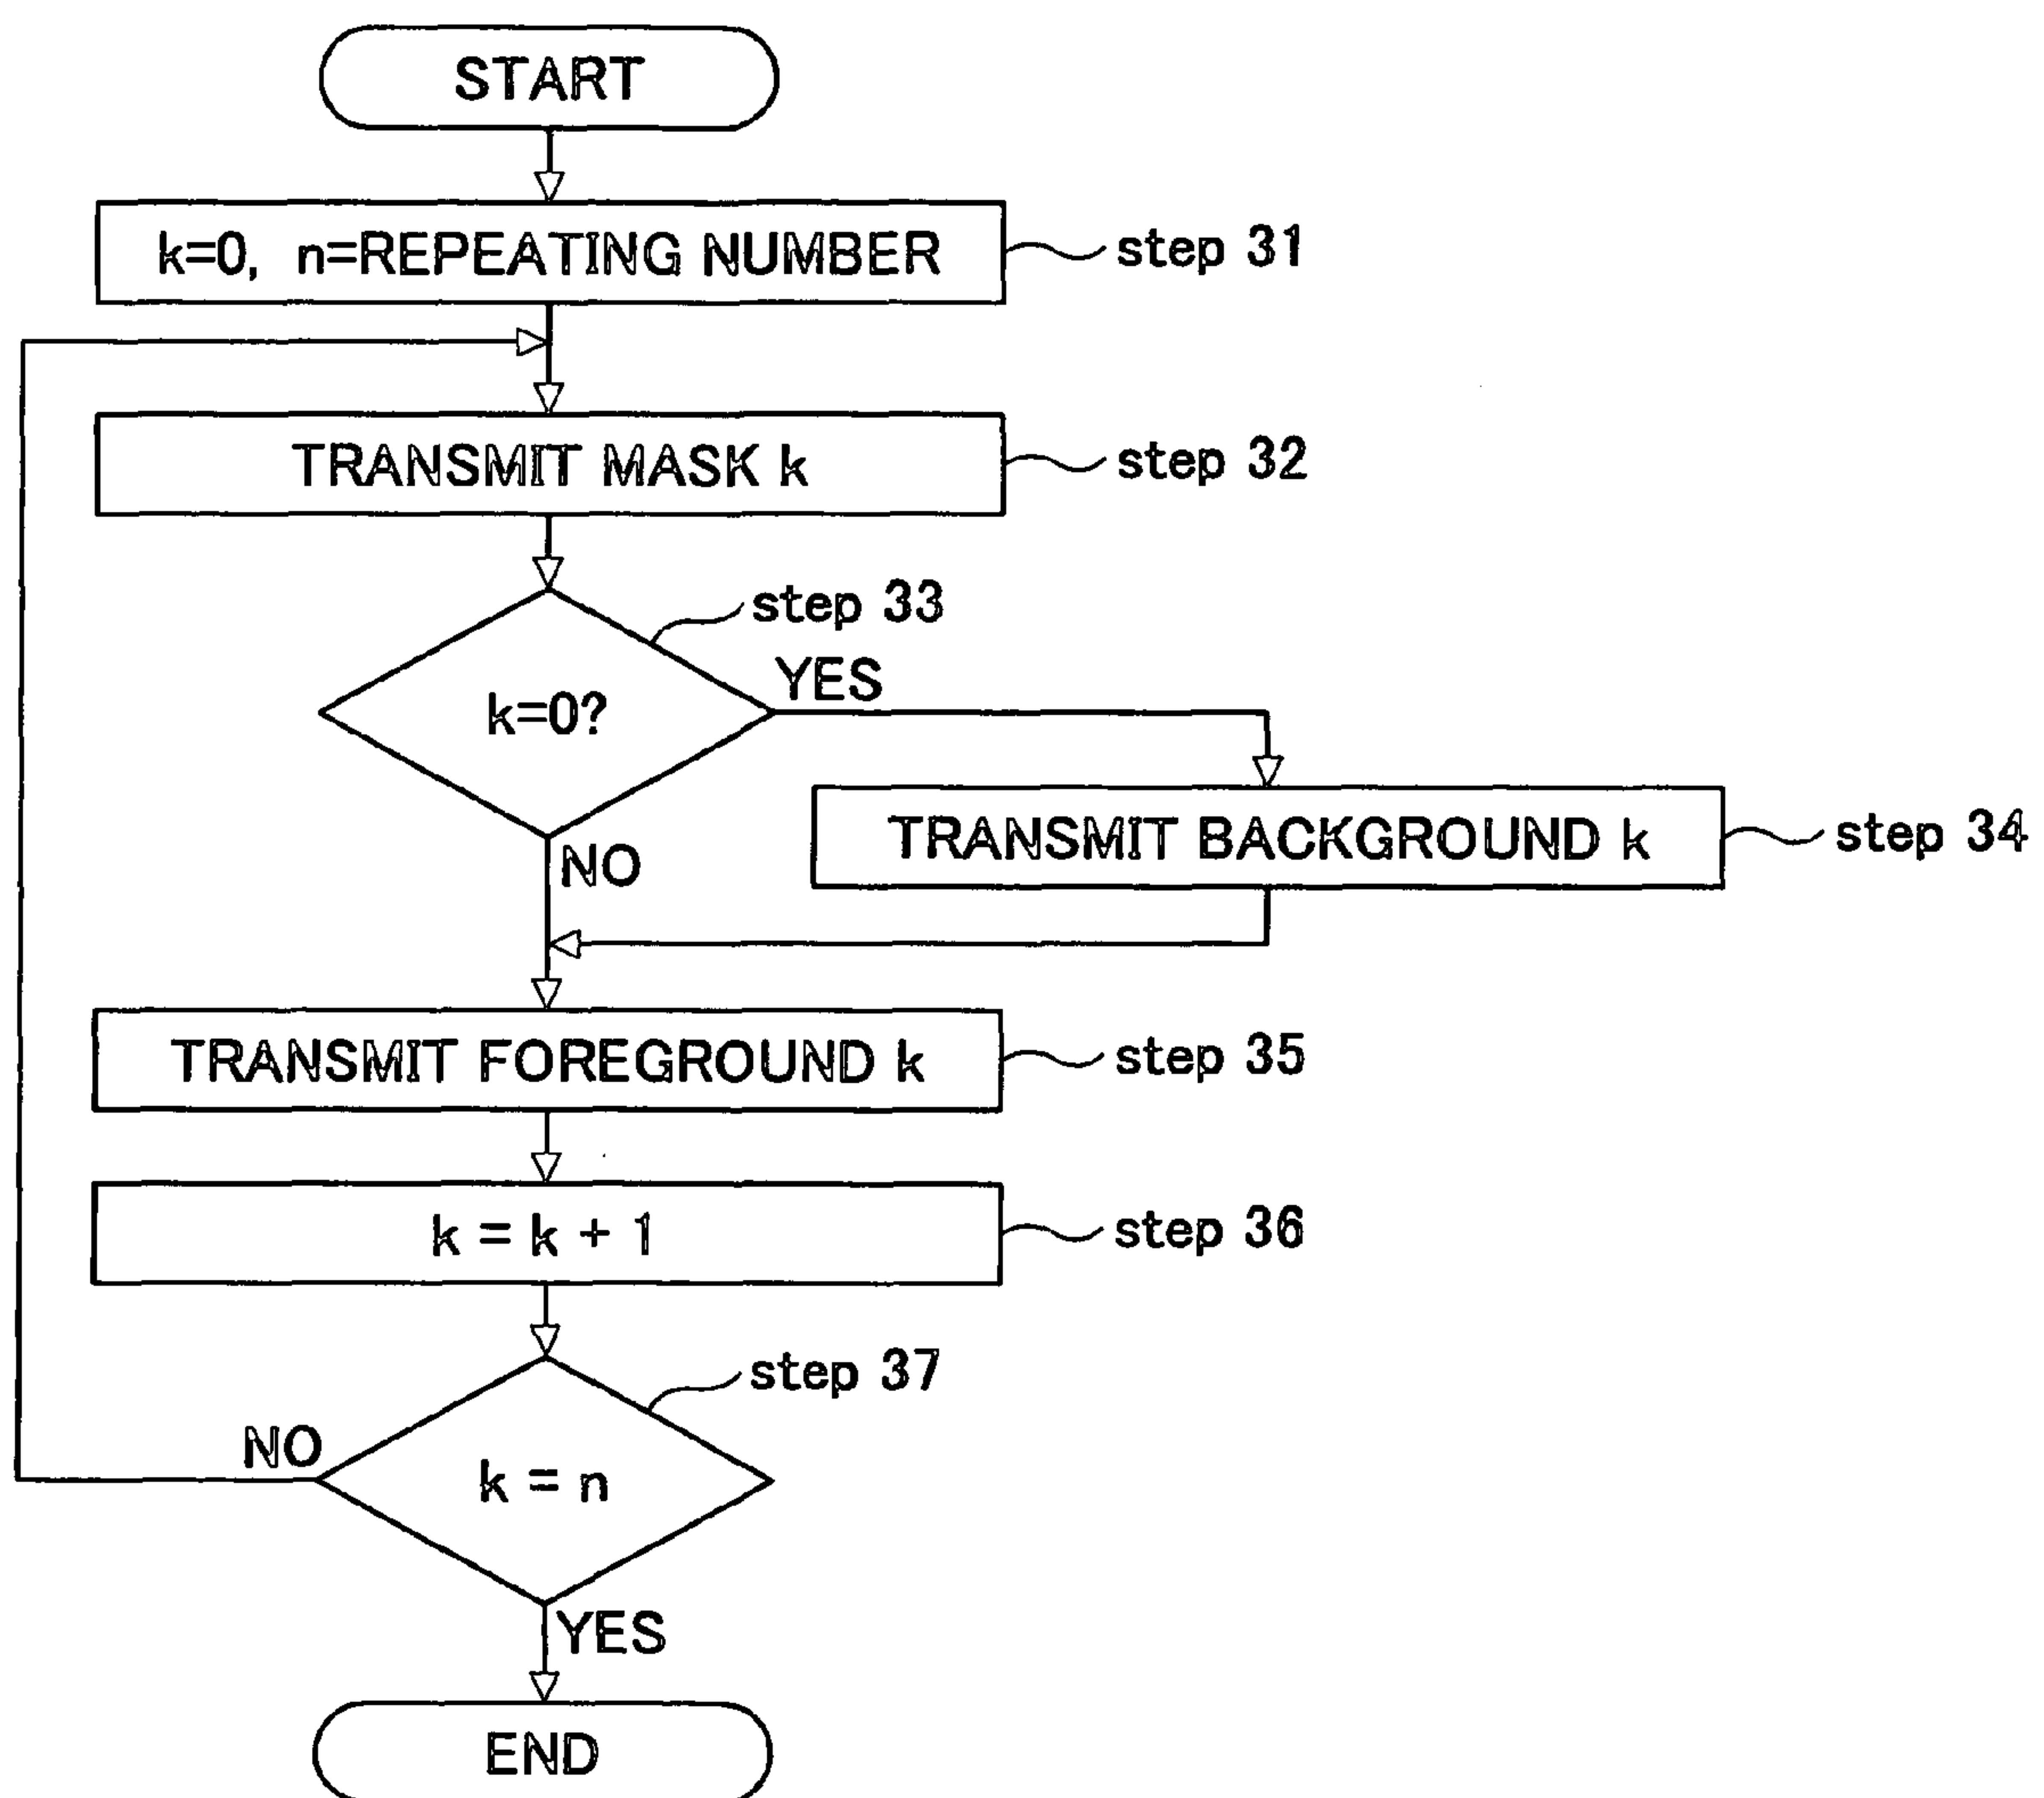 START
k=0, n=REPEATING NUMBER
step 31
TRANSMIT MASK k
step 32
step 33
k=0?
YES
NO
TRANSMIT BACKGROUND k
step 34
TRANSMIT FOREGROUND k
step 35
k = k + 1
step 36
step 37
k = n
NO
YES
END